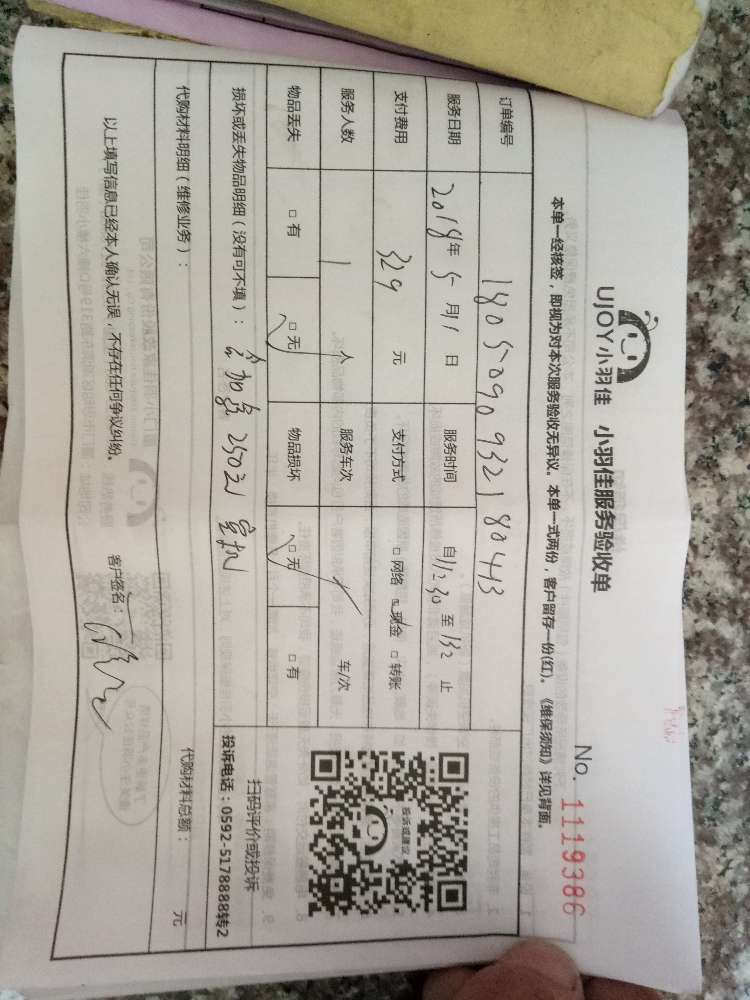 UJOY小羽佳 小羽佳服务验收单
No. 1119386
本单一经核签，即视为对本次服务验收无异议。本单一式两份，客户留存一份(红)。《维保须知》详见背面。
订单编号 1805090932180443
服务日期 2018年5月11日 服务时间 自1230至132止
支付费用 329元 支付方式 □网络 □现金 □转账
服务人数 1人 服务车次 车/次
物品丢失 □有 □无 物品损坏 □无 □有
损坏或丢失物品明细（没有可不填）：
代购材料明细（维修业务）：
代购材料总额： 元
以上填写信息已经本人确认无误，不存在任何争议纠纷。 客户签名：
投诉或建议
扫码评价或投诉
投诉电话：0592-5178888转2